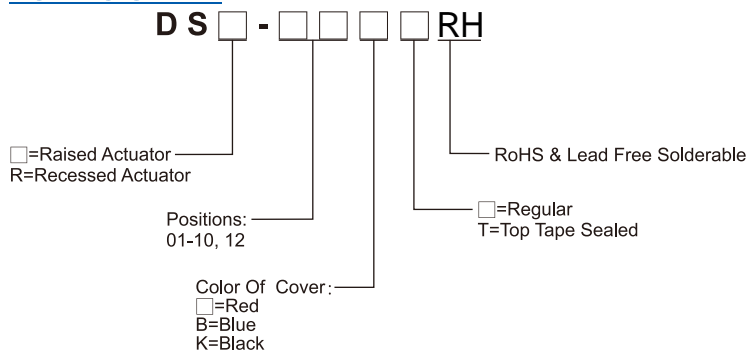 DS□-□□□□RH
□=Raised Actuator
R=Recessed Actuator
RoHS & Lead Free Solderable
Positions:
01-10, 12
□=Regular
T=Top Tape Sealed
Color Of Cover:
□=Red
B=Blue
K=Black